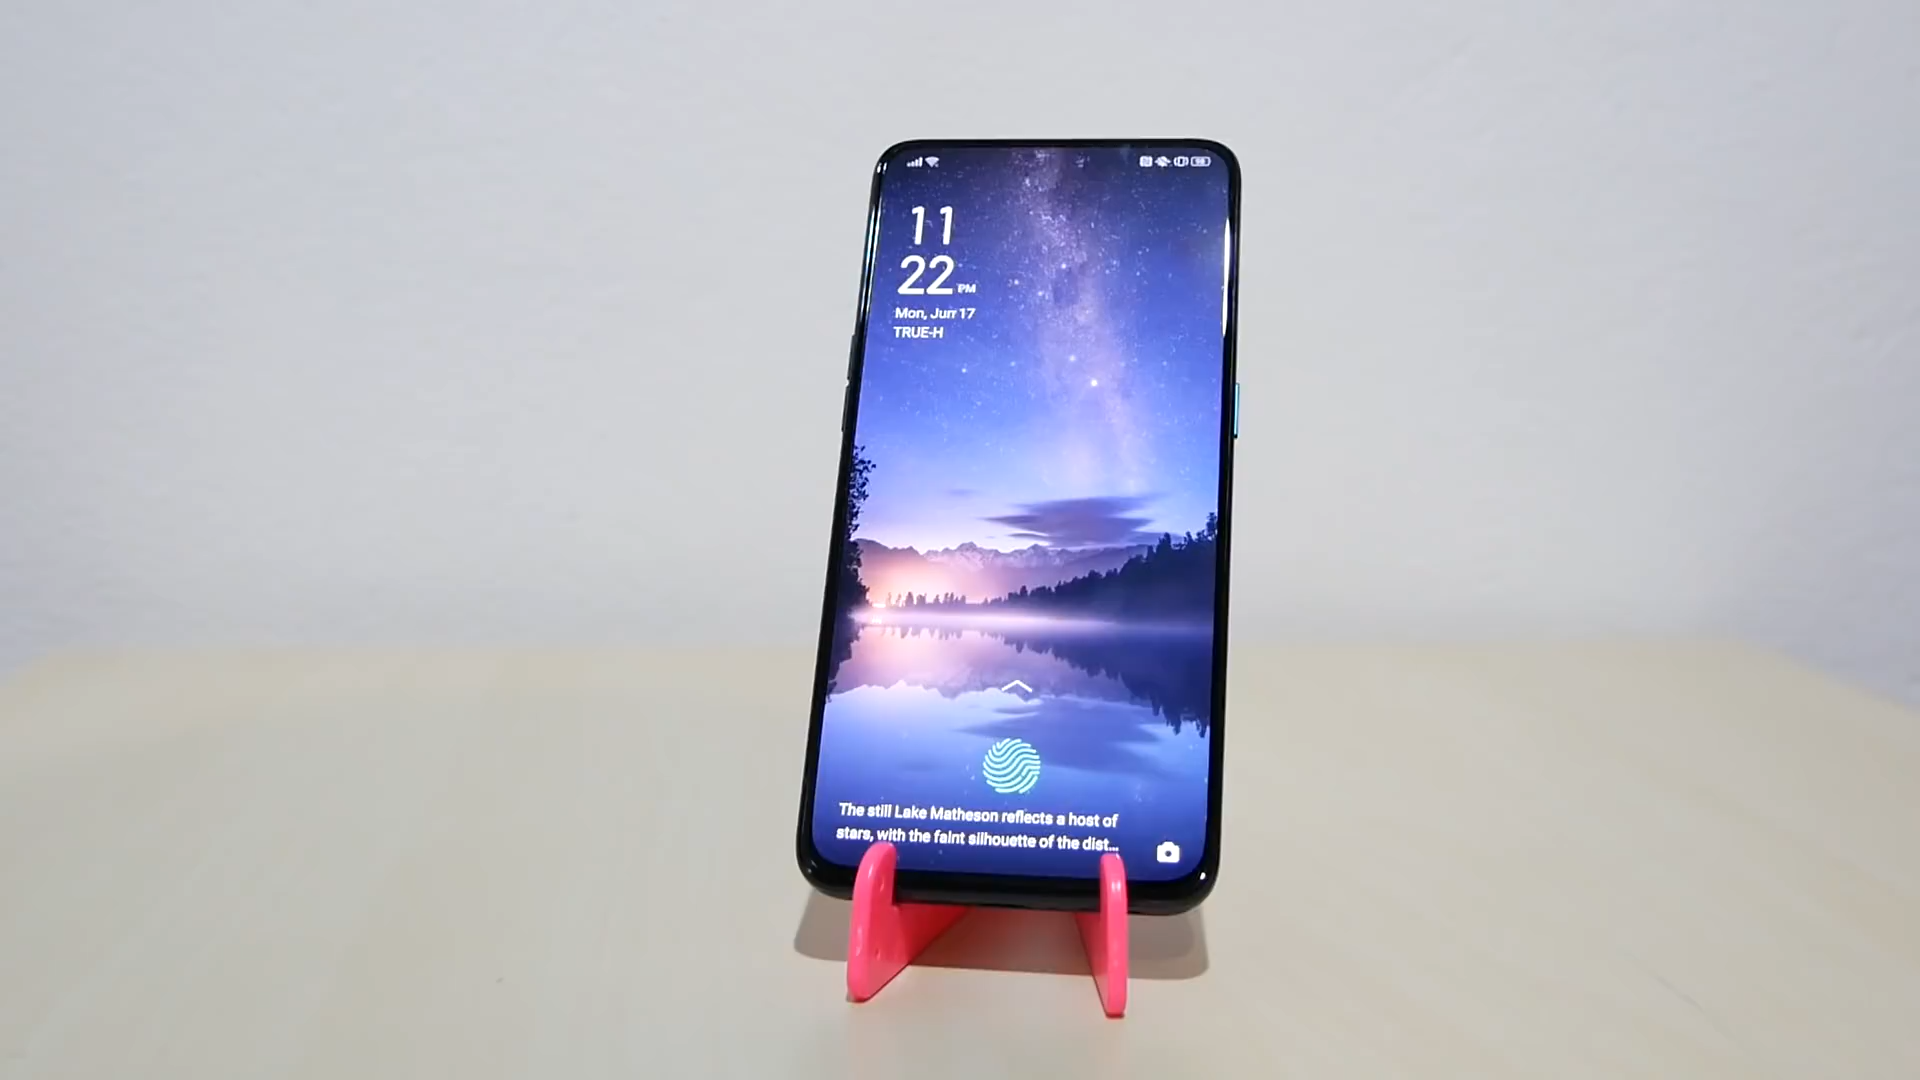 11
22 PM
Mon, Jun 17
TRUE-H
The still Lake Matheson reflects a host of
stars, with the faint silhouette of the dist...